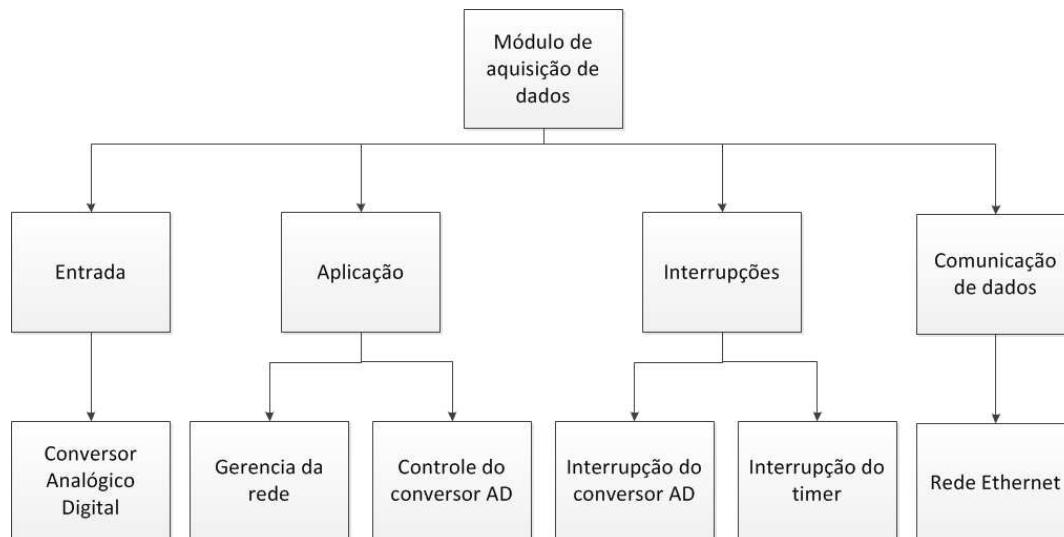 Módulo de
aquisição de
dados
Entrada
Aplicação
Interrupções
Comunicação
de dados
Conversor
Analógico
Digital
Gerencia da
rede
Controle do
conversor AD
Interrupção do
conversor AD
Interrupção do
timer
Rede Ethernet